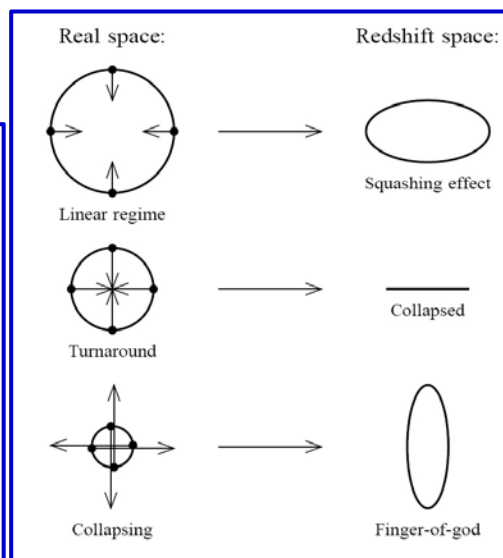 Real space: Redshift space:
Linear regime Squashing effect
Turnaround Collapsed
Collapsing Finger-of-god